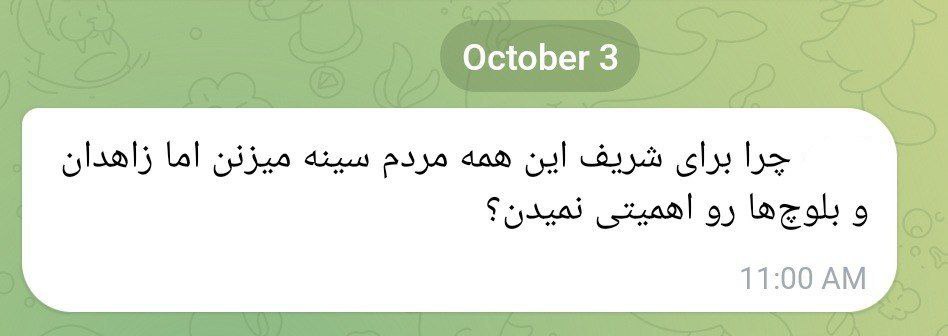 October 3
چرا برای شریف این همه مردم سینه میزنن اما زاهدان
و بلوچ‌ها رو اهمیتی نمیدن؟
11:00 AM